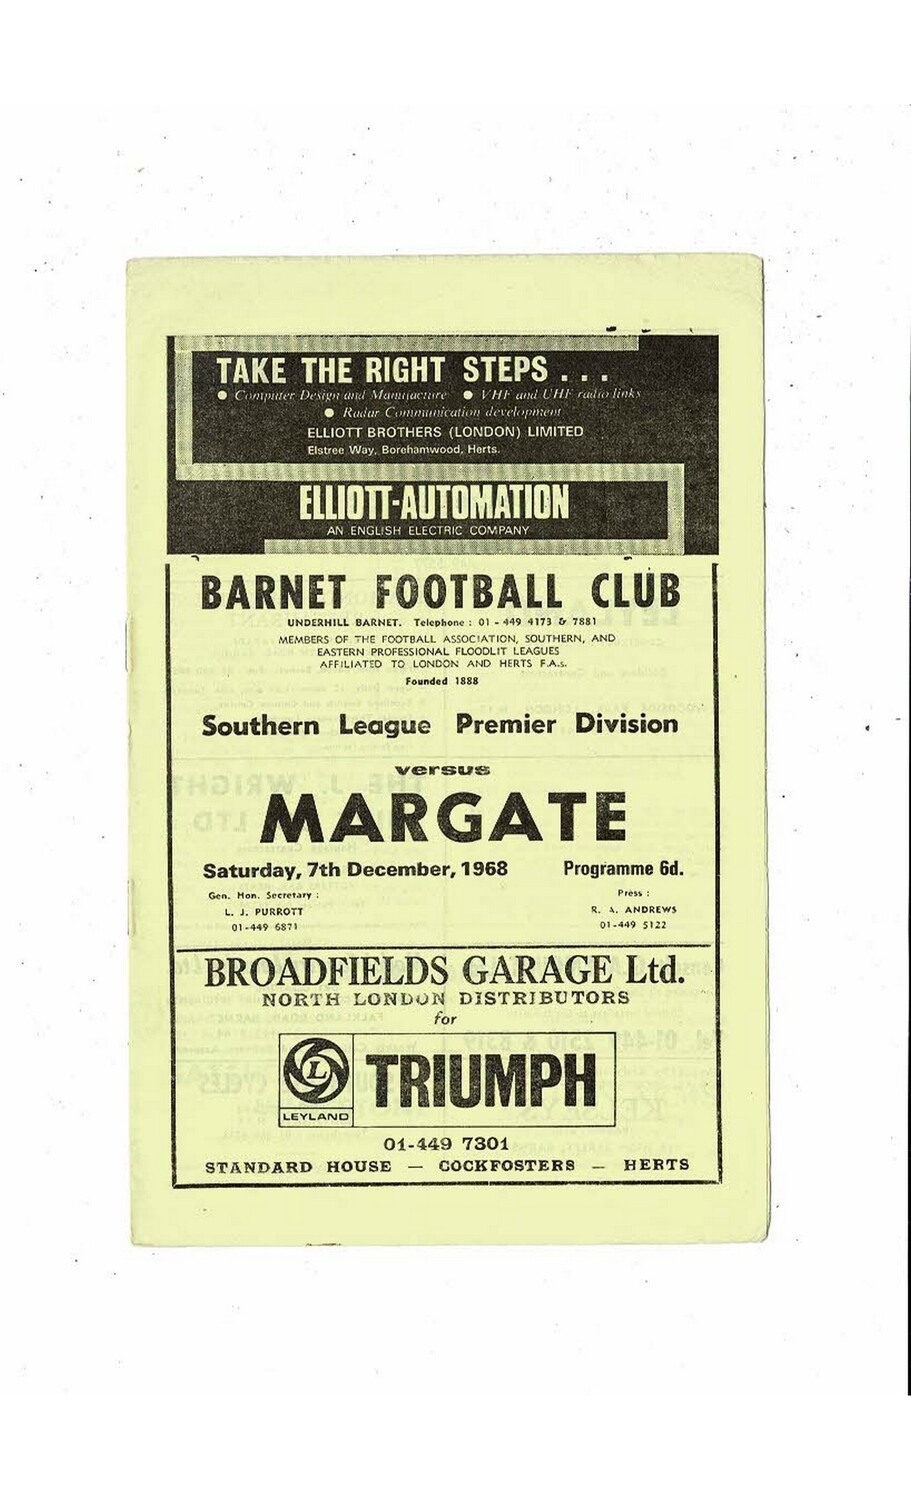 TAKE THE RIGHT STEPS . . .
● Computer Design and Manufacture ● VHF and UHF radio links
● Radar Communication development
ELLIOTT BROTHERS (LONDON) LIMITED
Elstree Way, Borehamwood, Herts.
ELLIOTT-AUTOMATION
AN ENGLISH ELECTRIC COMPANY
BARNET FOOTBALL CLUB
UNDERHILL BARNET. Telephone : 01 - 449 4173 & 7881
MEMBERS OF THE FOOTBALL ASSOCIATION, SOUTHERN, AND
EASTERN PROFESSIONAL FLOODLIT LEAGUES
AFFILIATED TO LONDON AND HERTS F.A.s.
Founded 1888
Southern League Premier Division
versus
MARGATE
Saturday, 7th December, 1968 Programme 6d.
Gen. Hon. Secretary :
L. J. PURROTT
01-449 6871
Press :
R. A. ANDREWS
01-449 5122
BROADFIELDS GARAGE Ltd.
NORTH LONDON DISTRIBUTORS
for
L
LEYLAND
TRIUMPH
01-449 7301
STANDARD HOUSE — COCKFOSTERS — HERTS